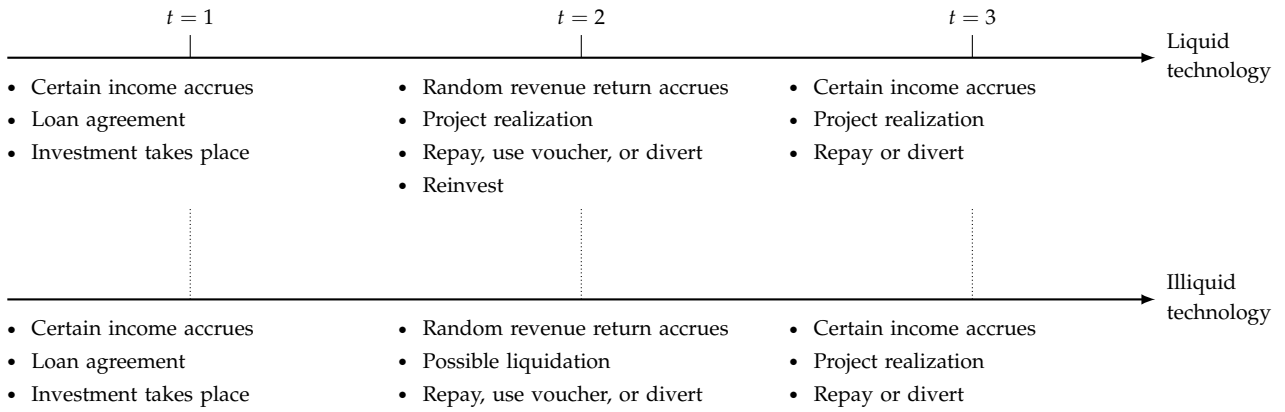 t = 1
t = 2
t = 3
Liquid
technology
• Certain income accrues
• Loan agreement
• Investment takes place
• Random revenue return accrues
• Project realization
• Repay, use voucher, or divert
• Reinvest
• Certain income accrues
• Project realization
• Repay or divert
Illiquid
technology
• Certain income accrues
• Loan agreement
• Investment takes place
• Random revenue return accrues
• Possible liquidation
• Repay, use voucher, or divert
• Certain income accrues
• Project realization
• Repay or divert